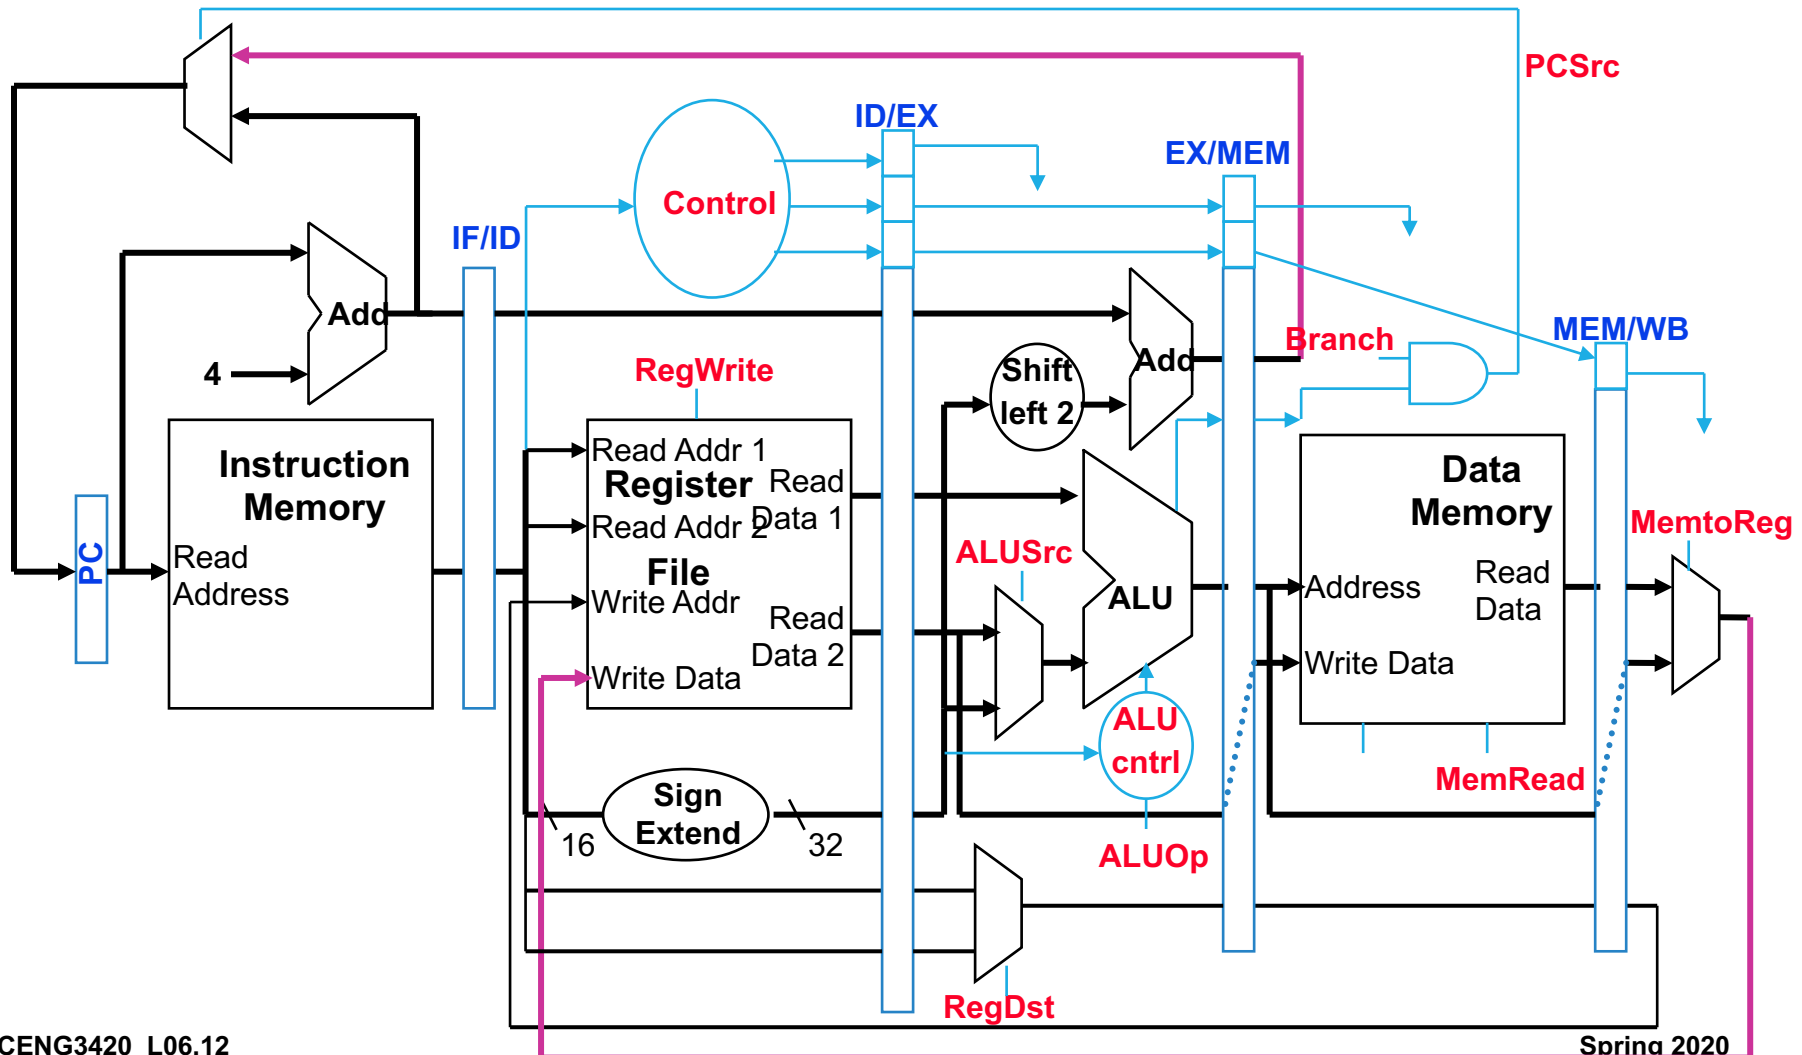 PCSrc
ID/EX
EX/MEM
Control
IF/ID
Add
4
MEM/WB
Branch
Add
Shift
left 2
RegWrite
Instruction
Memory
Read
Address
PC
Read Addr 1
Register
Read
Data 1
Read Addr 2
File
Write Addr
Read
Data 2
Write Data
ALUSrc
ALU
Data
Memory
Address
Read
Data
Write Data
MemtoReg
ALU
cntrl
MemRead
Sign
Extend
16
32
ALUOp
RegDst
CENG3420 L06.12
Spring 2020